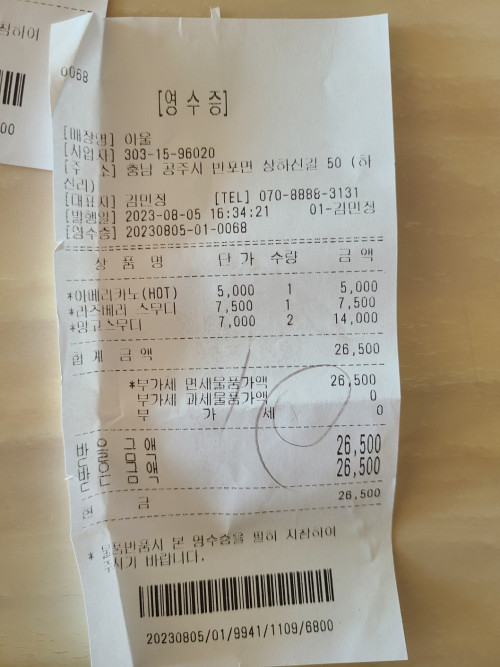 침하이
00
0068
[영 수 증]
[매장명] 아울
[사업자] 303-15-96020
[주 소] 충남 공주시 반포면 상하신길 50 (하
신리)
[대표자] 김민정 [TEL] 070-8888-3131
[발행일] 2023-08-05 16:34:21 01-김민정
[영수증] 20230805-01-0068
상 품 명 단 가 수량 금 액
*아메리카노(HOT) 5,000 1 5,000
*라즈베리 스무디 7,500 1 7,500
*망고스무디 7,000 2 14,000
합 계 금 액 26,500
*부가세 면세물품가액 26,500
부가세 과세물품가액 0
부 가 세 0
받 을 금 액 26,500
받 은 금 액 26,500
현 금 26,500
* 물품반품시 본 영수증을 필히 지참하여
주시기 바랍니다.
20230805/01/9941/1109/6800